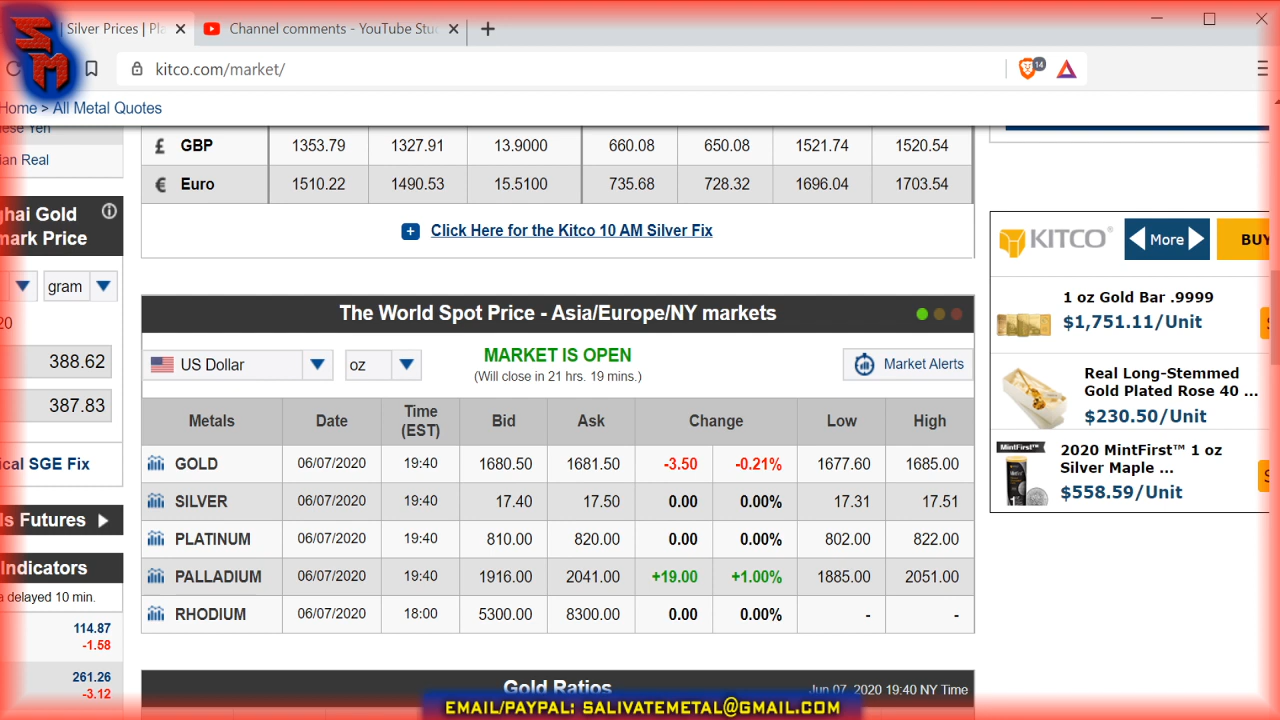 SM
Silver Prices | Pla
Channel comments - YouTube Stu
kitco.com/market/
14
Home > All Metal Quotes
nese Yen
ian Real
£ GBP 1353.79 1327.91 13.9000 660.08 650.08 1521.74 1520.54
€ Euro 1510.22 1490.53 15.5100 735.68 728.32 1696.04 1703.54
Click Here for the Kitco 10 AM Silver Fix
ghai Gold
mark Price
gram
20
388.62
387.83
ical SGE Fix
ls Futures
Indicators
a delayed 10 min.
114.87
-1.58
261.26
-3.12
The World Spot Price - Asia/Europe/NY markets
US Dollar
oz
MARKET IS OPEN
(Will close in 21 hrs. 19 mins.)
Market Alerts
Metals Date Time (EST) Bid Ask Change Low High
GOLD 06/07/2020 19:40 1680.50 1681.50 -3.50 -0.21% 1677.60 1685.00
SILVER 06/07/2020 19:40 17.40 17.50 0.00 0.00% 17.31 17.51
PLATINUM 06/07/2020 19:40 810.00 820.00 0.00 0.00% 802.00 822.00
PALLADIUM 06/07/2020 19:40 1916.00 2041.00 +19.00 +1.00% 1885.00 2051.00
RHODIUM 06/07/2020 18:00 5300.00 8300.00 0.00 0.00% - -
Gold Ratios
Jun 07, 2020 19:40 NY Time
KITCO®
More
BUY
1 oz Gold Bar .9999
$1,751.11/Unit
Real Long-Stemmed
Gold Plated Rose 40 ...
$230.50/Unit
MintFirst™
2020 MintFirst™ 1 oz
Silver Maple ...
$558.59/Unit
EMAIL/PAYPAL: SALIVATEMETAL@GMAIL.COM